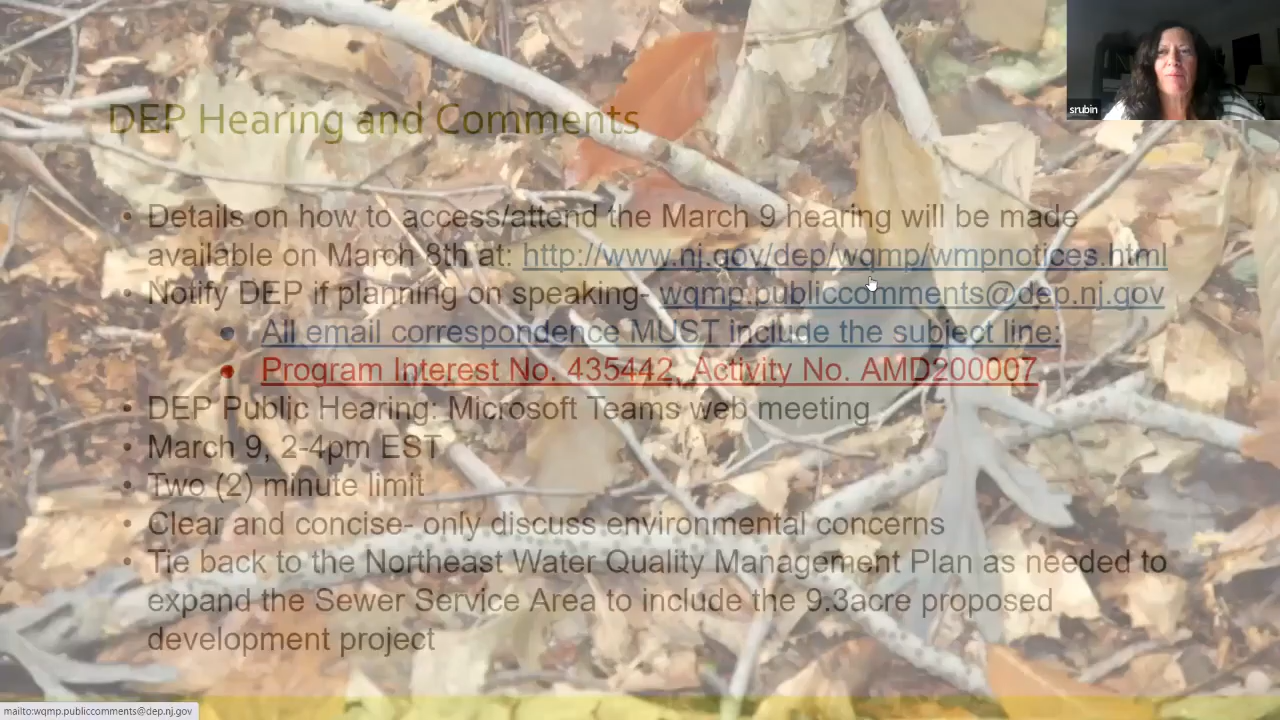 srubin
DEP Hearing and Comments
• Details on how to access/attend the March 9 hearing will be made
available on March 8th at: http://www.nj.gov/dep/wqmp/wmpnotices.html
• Notify DEP if planning on speaking- wqmp.publiccomments@dep.nj.gov
• All email correspondence MUST include the subject line:
• Program Interest No. 435442, Activity No. AMD200007
• DEP Public Hearing: Microsoft Teams web meeting
• March 9, 2-4pm EST
• Two (2) minute limit
• Clear and concise- only discuss environmental concerns
• Tie back to the Northeast Water Quality Management Plan as needed to
expand the Sewer Service Area to include the 9.3acre proposed
development project
mailto:wqmp.publiccomments@dep.nj.gov